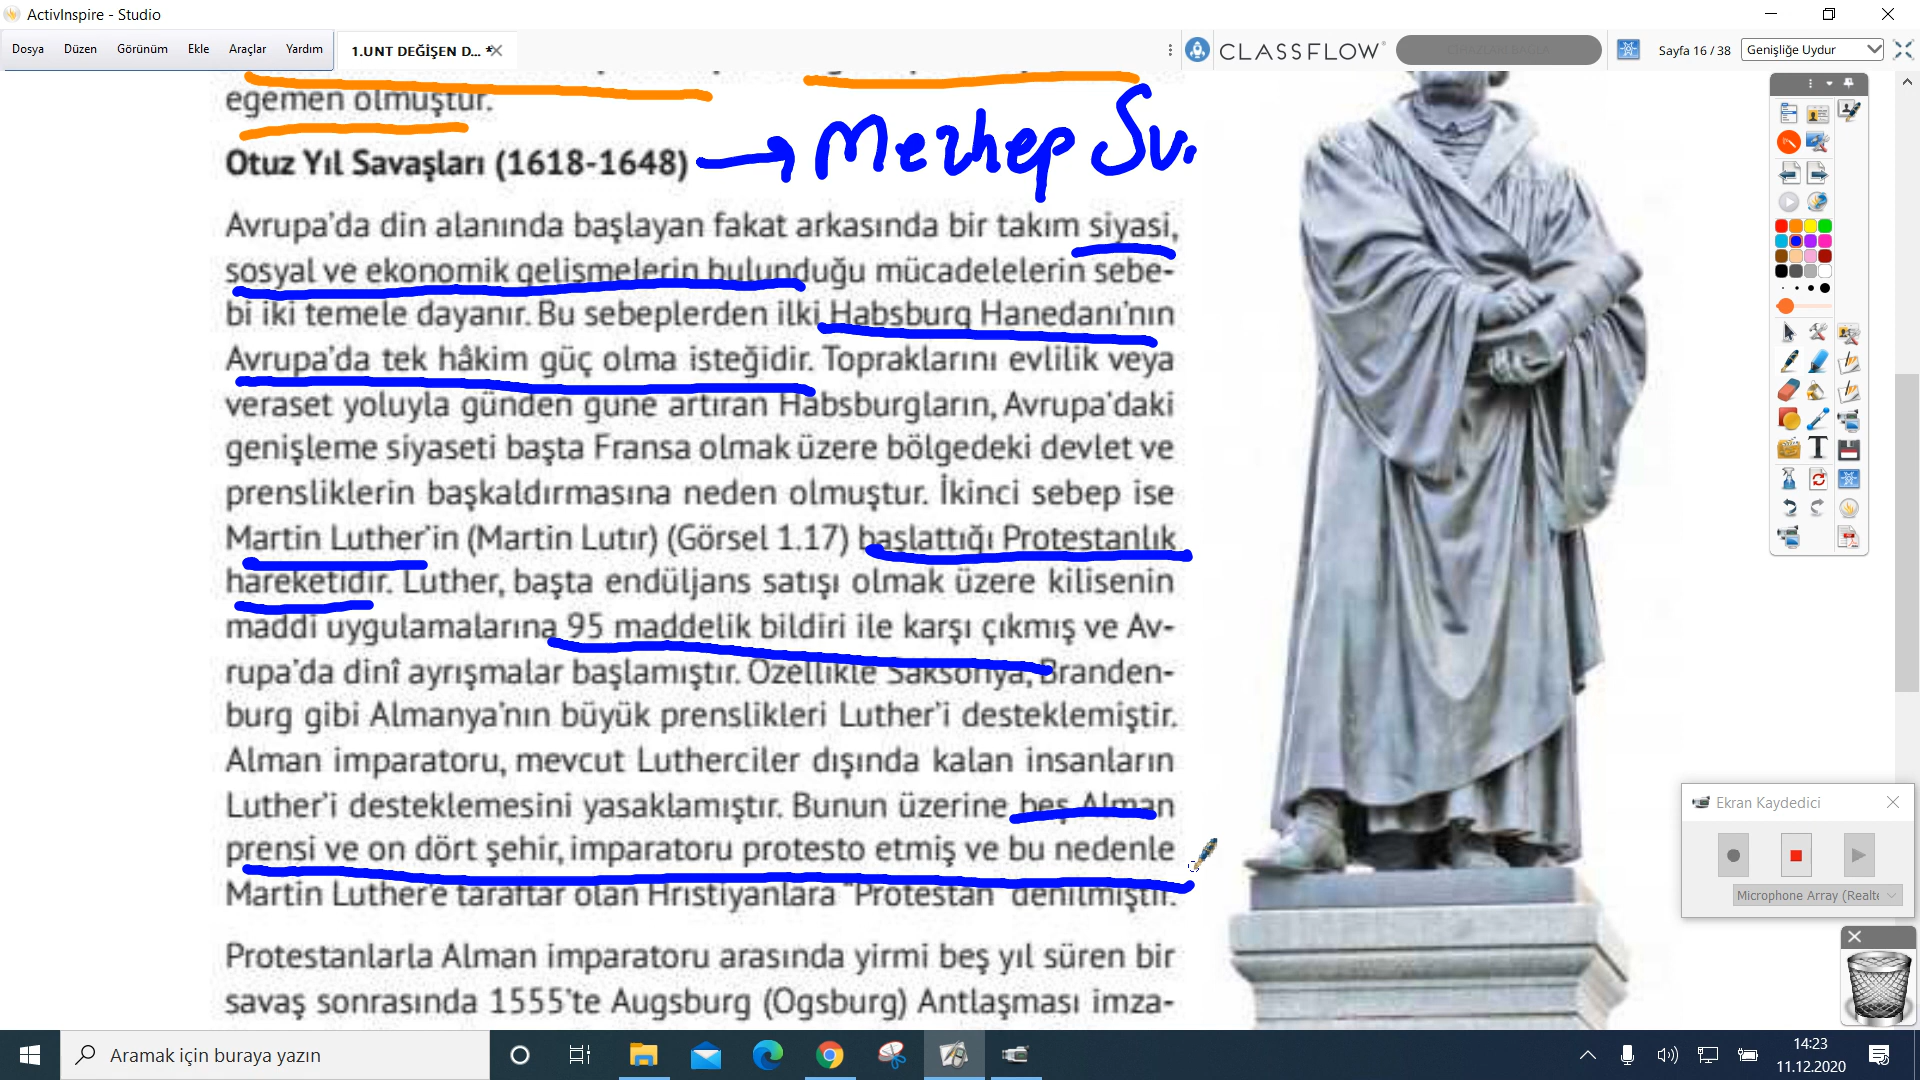 ActivInspire - Studio
Dosya Düzen Görünüm Ekle Araçlar Yardım
1.UNT DEĞİŞEN D... *
CLASSFLOW
Sayfa 16 / 38
Genişliğe Uydur
egemen olmuştur.
Otuz Yıl Savaşları (1618-1648) → Mezhep Sv.
Avrupa'da din alanında başlayan fakat arkasında bir takım siyasi,
sosyal ve ekonomik gelişmelerin bulunduğu mücadelelerin sebe-
bi iki temele dayanır. Bu sebeplerden ilki Habsburg Hanedanı'nın
Avrupa'da tek hâkim güç olma isteğidir. Topraklarını evlilik veya
veraset yoluyla günden güne artıran Habsburgların, Avrupa'daki
genişleme siyaseti başta Fransa olmak üzere bölgedeki devlet ve
prensliklerin başkaldırmasına neden olmuştur. İkinci sebep ise
Martin Luther'in (Martin Lutır) (Görsel 1.17) başlattığı Protestanlık
hareketidir. Luther, başta endüljans satışı olmak üzere kilisenin
maddi uygulamalarına 95 maddelik bildiri ile karşı çıkmış ve Av-
rupa'da dinî ayrışmalar başlamıştır. Özellikle Saksonya, Branden-
burg gibi Almanya'nın büyük prenslikleri Luther'i desteklemiştir.
Alman imparatoru, mevcut Lutherciler dışında kalan insanların
Luther'i desteklemesini yasaklamıştır. Bunun üzerine beş Alman
prensi ve on dört şehir, imparatoru protesto etmiş ve bu nedenle
Martin Luther'e taraftar olan Hristiyanlara "Protestan" denilmiştir.
Protestanlarla Alman imparatoru arasında yirmi beş yıl süren bir
savaş sonrasında 1555'te Augsburg (Ogsburg) Antlaşması imza-
T
Ekran Kaydedici
Microphone Array (Realte
Aramak için buraya yazın
14:23
11.12.2020